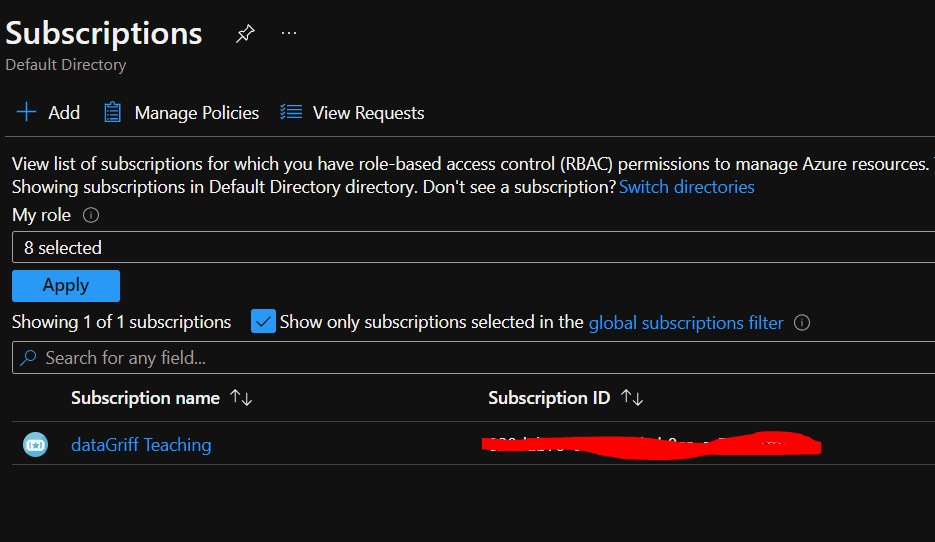 Subscriptions
Default Directory
Add Manage Policies View Requests
View list of subscriptions for which you have role-based access control (RBAC) permissions to manage Azure resources.
Showing subscriptions in Default Directory directory. Don't see a subscription? Switch directories
My role
8 selected
Apply
Showing 1 of 1 subscriptions Show only subscriptions selected in the global subscriptions filter
Search for any field...
Subscription name Subscription ID
dataGriff Teaching